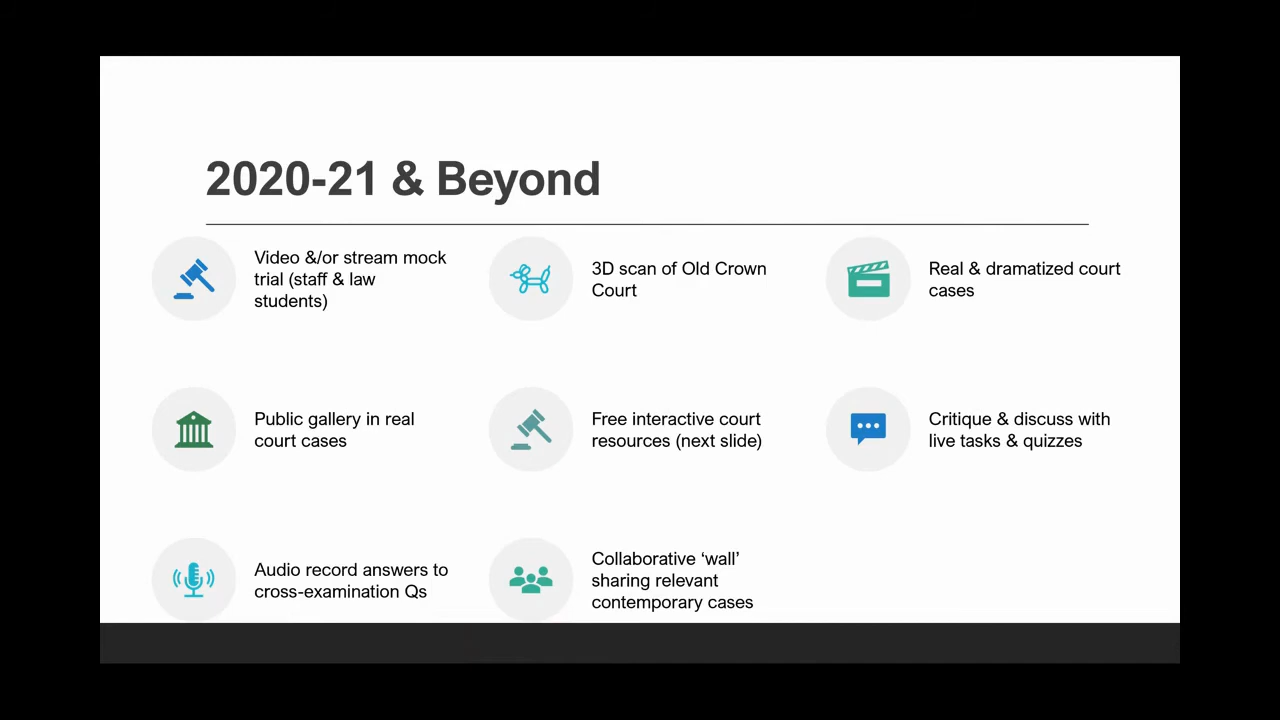 2020-21 & Beyond
Video &/or stream mock
trial (staff & law
students)
3D scan of Old Crown
Court
Real & dramatized court
cases
Public gallery in real
court cases
Free interactive court
resources (next slide)
Critique & discuss with
live tasks & quizzes
Audio record answers to
cross-examination Qs
Collaborative ‘wall’
sharing relevant
contemporary cases